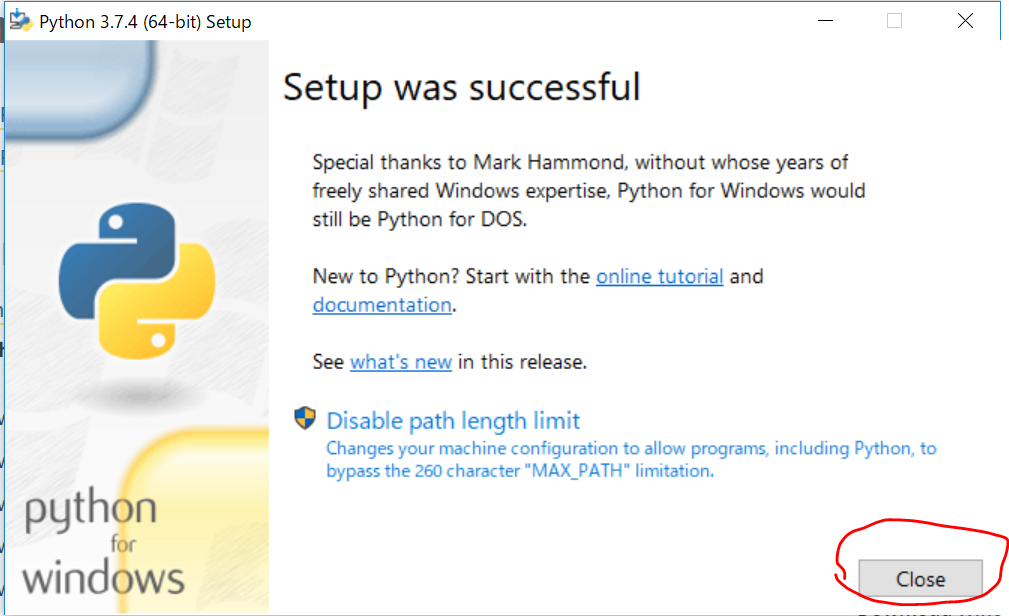 Python 3.7.4 (64-bit) Setup
Setup was successful
Special thanks to Mark Hammond, without whose years of
freely shared Windows expertise, Python for Windows would
still be Python for DOS.
New to Python? Start with the online tutorial and
documentation.
See what's new in this release.
Disable path length limit
Changes your machine configuration to allow programs, including Python, to
bypass the 260 character "MAX_PATH" limitation.
python
for
windows
Close